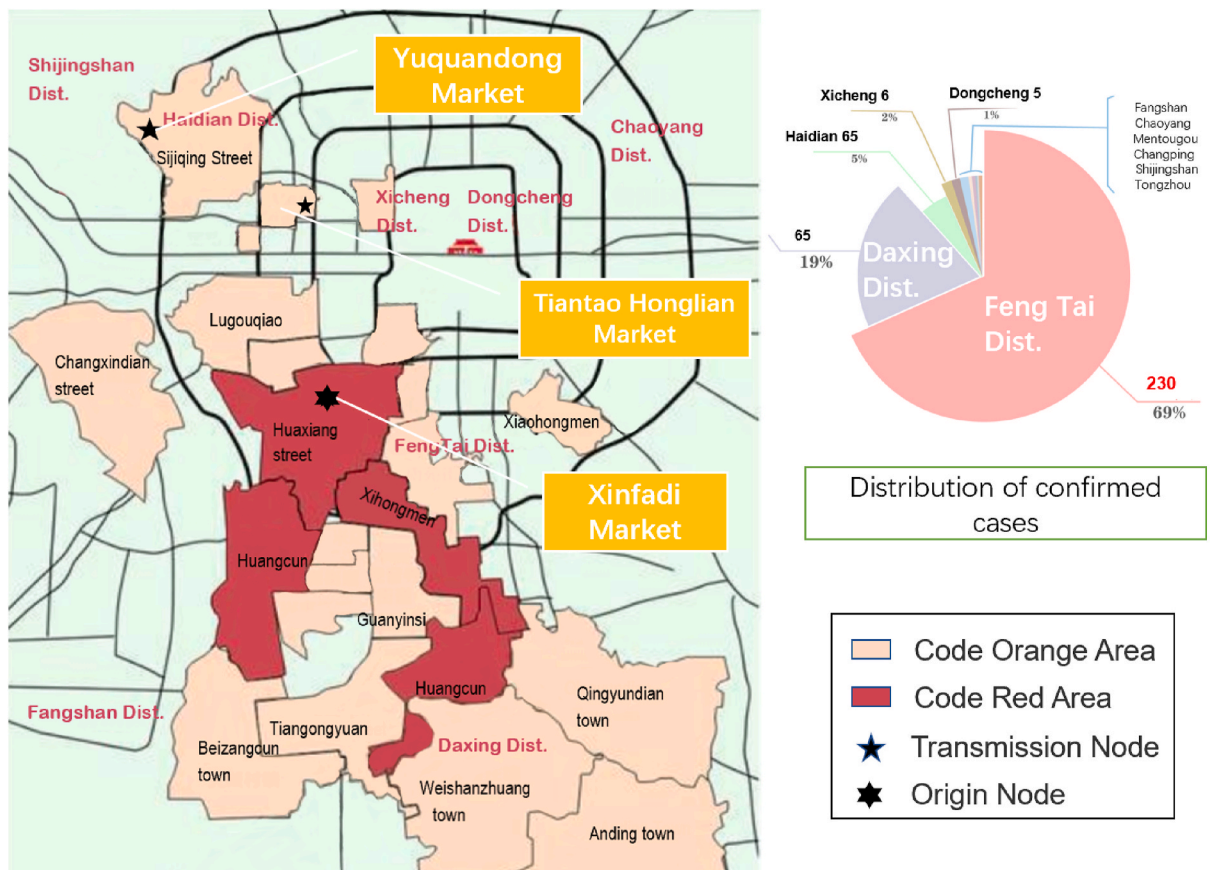 Shijingshan
Dist.
Yuquandong
Market
Haidian Dist.
Sijiqing Street
Chaoyang
Dist.
Xicheng
Dist.
Dongcheng
Dist.
Tiantao Honglian
Market
Lugouqiao
Changxindian
street
Xiaohongmen
Huaxiang
street
FengTai Dist.
Xinfadi
Market
Xihongmen
Huangcun
Guanyinsi
Huangcun
Qingyundian
town
Fangshan Dist.
Tiangongyuan
Beizangcun
town
Daxing Dist.
Weishanzhuang
town
Anding town
Xicheng 6
2%
Dongcheng 5
1%
Fangshan
Chaoyang
Mentougou
Changping
Shijingshan
Tongzhou
Haidian 65
5%
65
19%
Daxing
Dist.
Feng Tai
Dist.
230
69%
Distribution of confirmed
cases
Code Orange Area
Code Red Area
Transmission Node
Origin Node